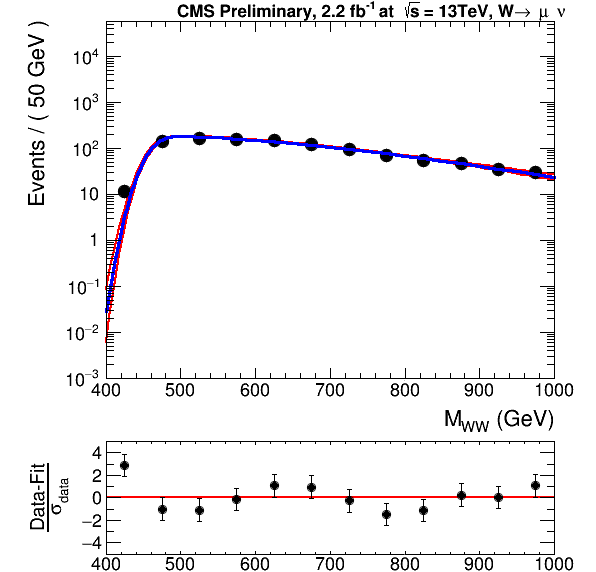 CMS Preliminary, 2.2 fb⁻¹ at √s = 13TeV, W→ μ ν
Events / ( 50 GeV )
10⁴
10³
10²
10
1
10⁻¹
10⁻²
10⁻³
400 500 600 700 800 900 1000
M_WW (GeV)
Data-Fit
σ_data
4
2
0
−2
−4
400 500 600 700 800 900 1000